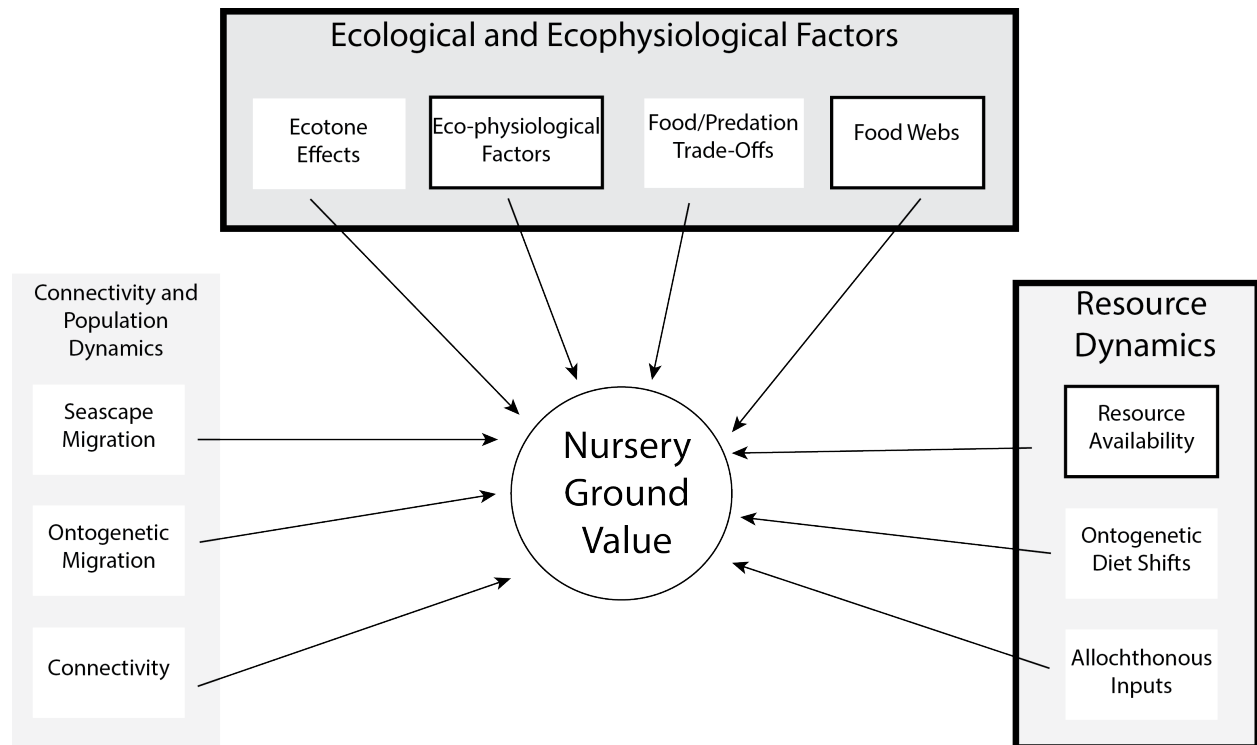 Ecological and Ecophysiological Factors
Ecotone
Effects
Eco-physiological
Factors
Food/Predation
Trade-Offs
Food Webs
Connectivity and
Population
Dynamics
Seascape
Migration
Ontogenetic
Migration
Connectivity
Nursery
Ground
Value
Resource
Dynamics
Resource
Availability
Ontogenetic
Diet Shifts
Allochthonous
Inputs